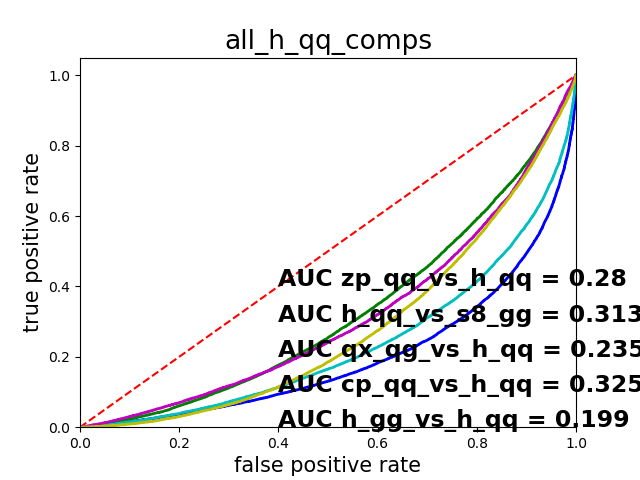 all_h_qq_comps
true positive rate
1.0
0.8
0.6
0.4
0.2
0.0
AUC zp_qq_vs_h_qq = 0.28
AUC h_qq_vs_s8_gg = 0.313
AUC qx_qg_vs_h_qq = 0.235
AUC cp_qq_vs_h_qq = 0.325
AUC h_gg_vs_h_qq = 0.199
0.0 0.2 0.4 0.6 0.8 1.0
false positive rate